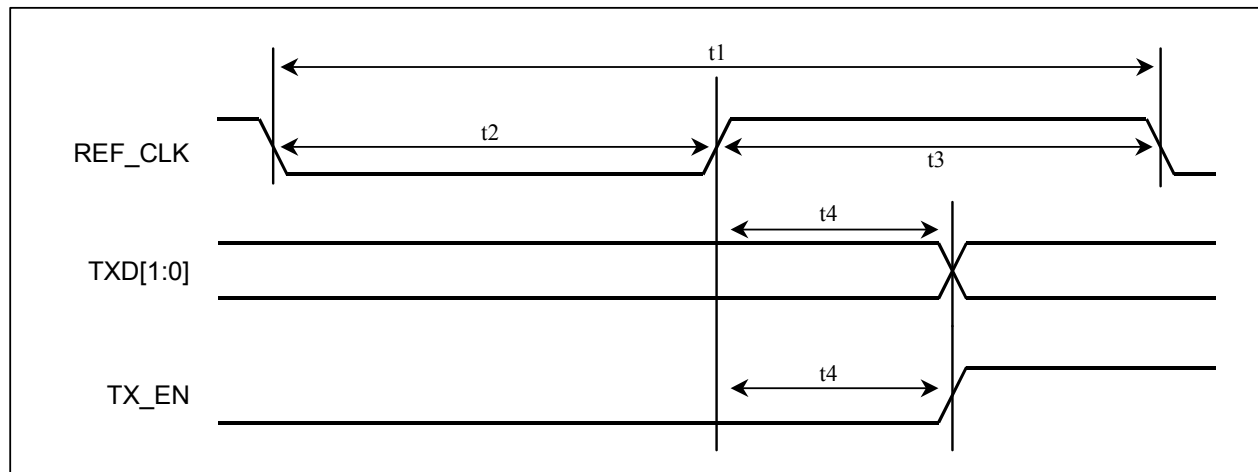 t1
REF_CLK
t2
t3
TXD[1:0]
t4
TX_EN
t4